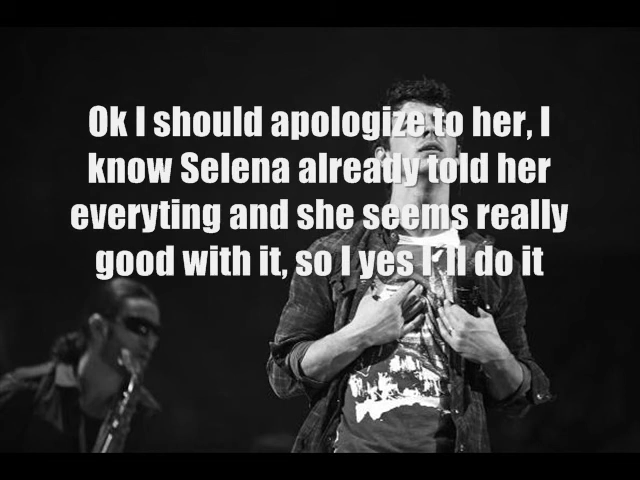 Ok I should apologize to her, I
know Selena already told her
everyting and she seems really
good with it, so I yes I´ll do it